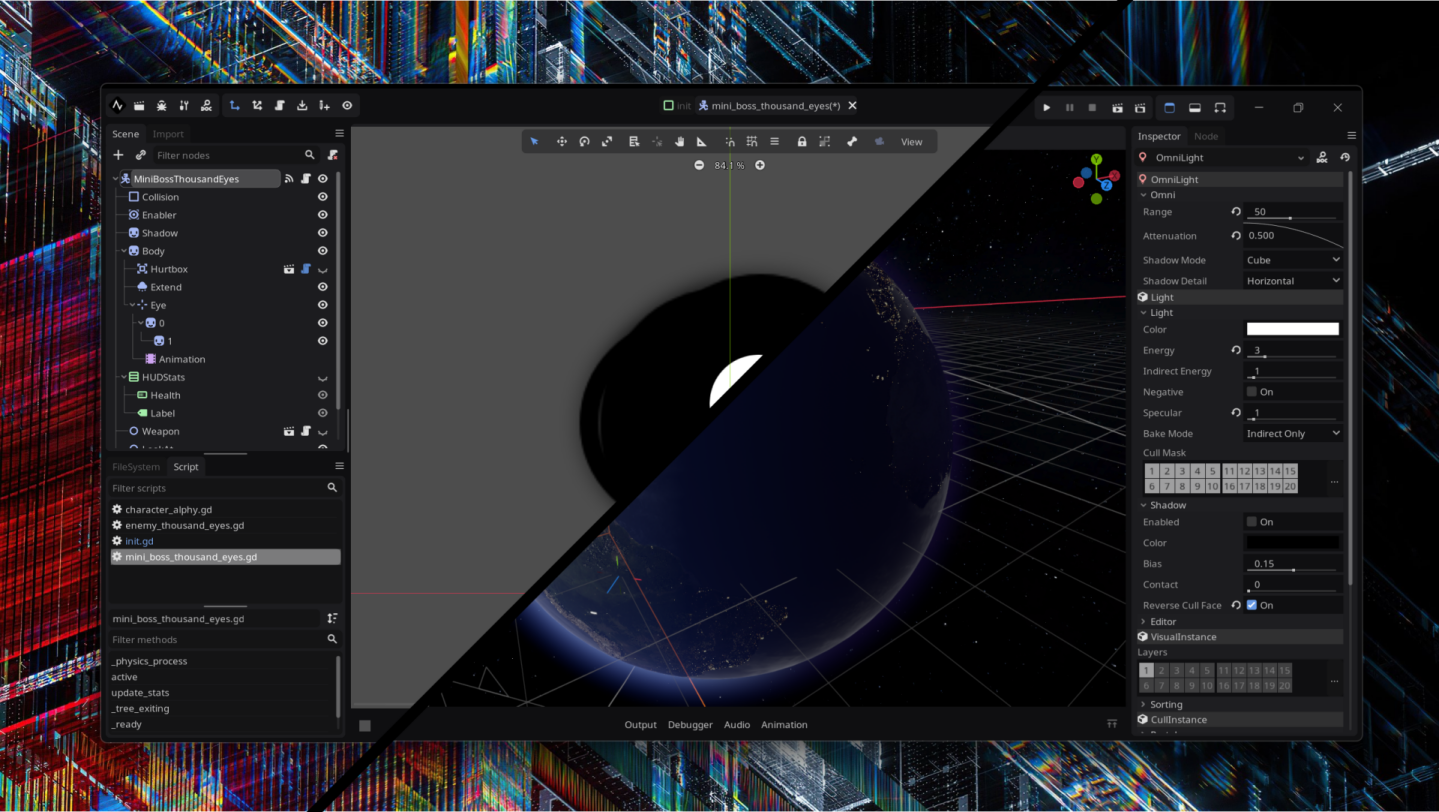 init
mini_boss_thousand_eyes(*)
Scene
Import
Filter nodes
MiniBossThousandEyes
Collision
Enabler
Shadow
Body
Hurtbox
Extend
Eye
0
1
Animation
HUDStats
Health
Label
Weapon
FileSystem
Script
Filter scripts
character_alphy.gd
enemy_thousand_eyes.gd
init.gd
mini_boss_thousand_eyes.gd
mini_boss_thousand_eyes.gd
Filter methods
_physics_process
active
update_stats
_tree_exiting
_ready
View
84.1 %
Y
X
Z
Output Debugger Audio Animation
Inspector
Node
OmniLight
OmniLight
Omni
Range 50
Attenuation 0.500
Shadow Mode Cube
Shadow Detail Horizontal
Light
Light
Color
Energy 3
Indirect Energy 1
Negative On
Specular 1
Bake Mode Indirect Only
Cull Mask
1 2 3 4 5 11 12 13 14 15
6 7 8 9 10 16 17 18 19 20
...
Shadow
Enabled On
Color
Bias 0.15
Contact 0
Reverse Cull Face On
Editor
VisualInstance
Layers
1 2 3 4 5 11 12 13 14 15
6 7 8 9 10 16 17 18 19 20
...
Sorting
CullInstance